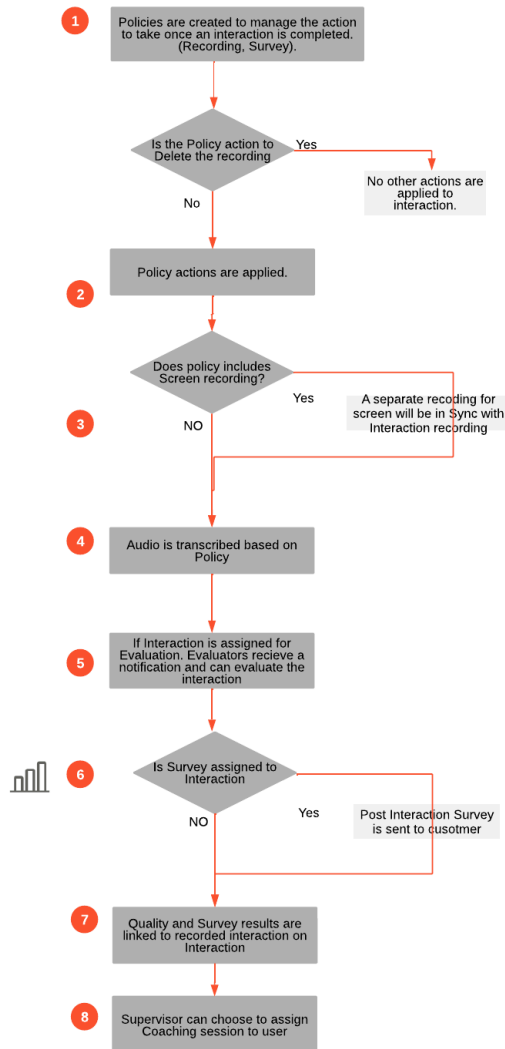 1
Policies are created to manage the action
to take once an interaction is completed.
(Recording, Survey).
Is the Policy action to
Delete the recording
Yes
No other actions are
applied to
interaction.
No
2
Policy actions are applied.
Does policy includes
Screen recording?
Yes
A separate recoding for
screen will be in Sync with
Interaction recording
3
NO
4
Audio is transcribed based on
Policy
5
If Interaction is assigned for
Evaluation. Evaluators recieve a
notification and can evaluate the
interaction
6
Is Survey assigned to
Interaction
Yes
Post Interaction Survey
is sent to cusotmer
NO
7
Quality and Survey results are
linked to recorded interaction on
Interaction
8
Supervisor can choose to assign
Coaching session to user